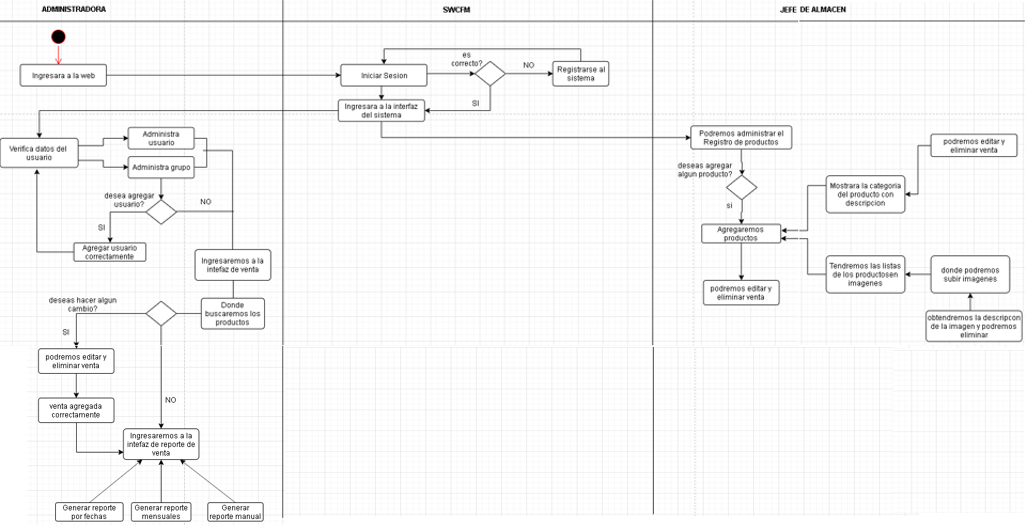 ADMINISTRADORA
SWCFM
JEFE DE ALMACEN
Ingresara a la web
Iniciar Sesion
es
correcto?
NO
Registrarse al
sistema
SI
Ingresara a la interfaz
del sistema
Verifica datos del
usuario
Administra
usuario
Administra grupo
desea agregar
usuario?
NO
SI
Agregar usuario
correctamente
Ingresaremos a la
intefaz de venta
Donde
buscaremos los
productos
deseas hacer algun
cambio?
SI
podremos editar y
eliminar venta
venta agregada
correctamente
NO
Ingresaremos a la
intefaz de reporte de
venta
Generar reporte
por fechas
Generar reporte
mensuales
Generar
reporte manual
Podremos administrar el
Registro de productos
deseas agregar
algun producto?
si
Agregaremos
productos
podremos editar y
eliminar venta
podremos editar y
eliminar venta
Mostrara la categoria
del producto con
descripcion
Tendremos las listas
de los productosen
imagenes
donde podremos
subir imagenes
obtendremos la descripcon
de la imagen y podremos
eliminar